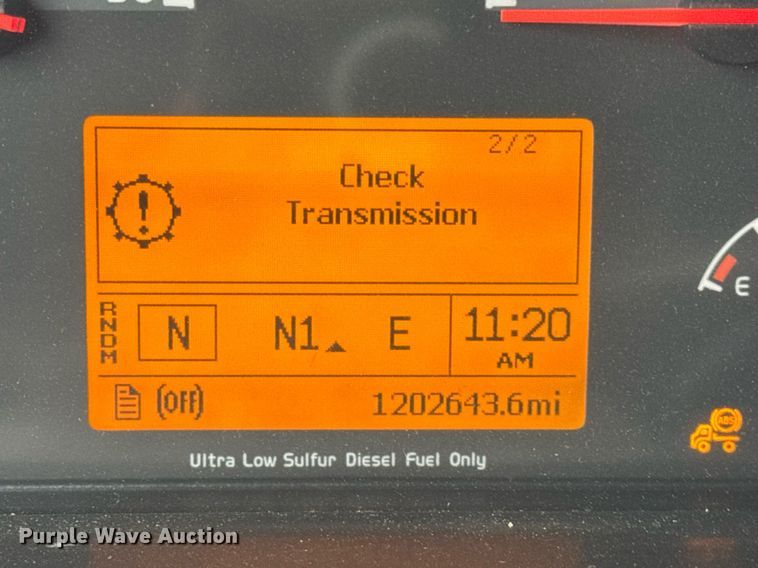 2/2
Check
Transmission
R
N
D
M
N N1 E
11:20
AM
(OFF) 1202643.6mi
E
ABS
Ultra Low Sulfur Diesel Fuel Only
Purple Wave Auction